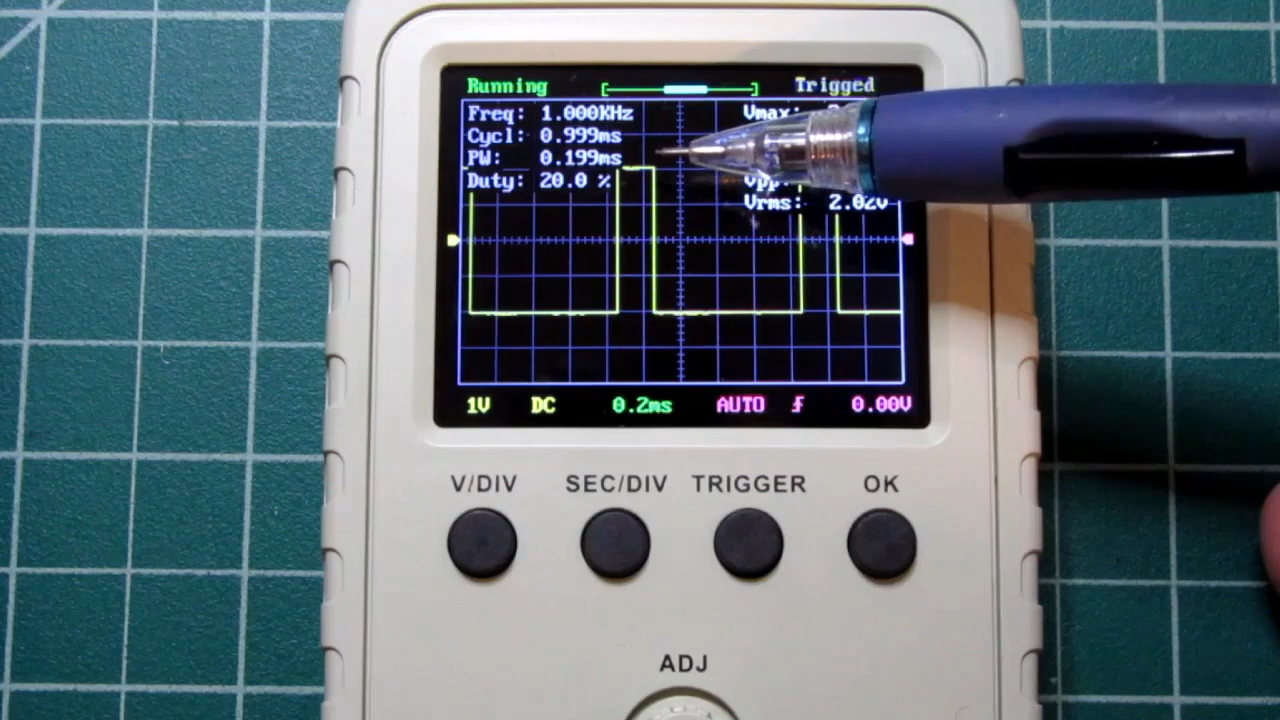 Running Trigged
Freq: 1.000KHz Vmax:
Cycl: 0.999ms
PW: 0.199ms
Duty: 20.0 % Vpp:
Vrms: 2.02V
1V DC 0.2ms AUTO 0.00V
V/DIV SEC/DIV TRIGGER OK
ADJ